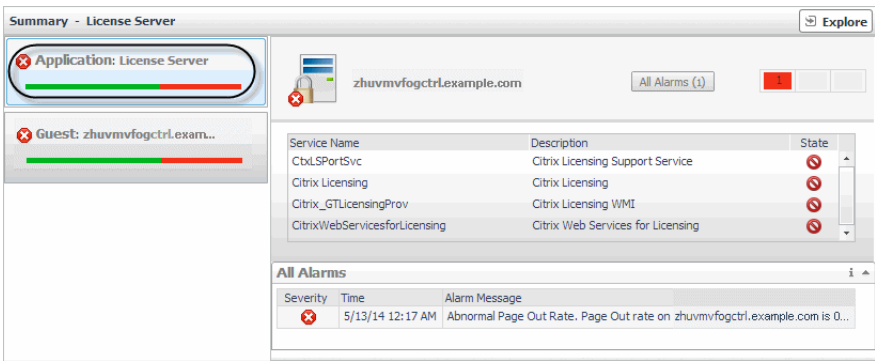 Summary - License Server
Explore
Application: License Server
Guest: zhuvmvfogctrl.exam...
zhuvmvfogctrl.example.com
All Alarms (1)
1
Service Name Description State
CtxLSPortSvc Citrix Licensing Support Service
Citrix Licensing Citrix Licensing
Citrix_GTLicensingProv Citrix Licensing WMI
CitrixWebServicesforLicensing Citrix Web Services for Licensing
All Alarms
i
Severity Time Alarm Message
5/13/14 12:17 AM Abnormal Page Out Rate. Page Out rate on zhuvmvfogctrl.example.com is 0...